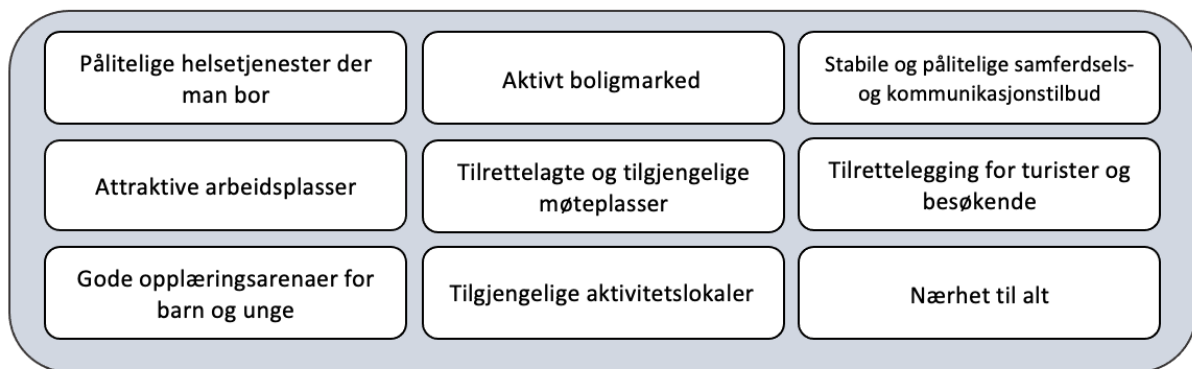 Pålitelige helsetjenester der
man bor
Aktivt boligmarked
Stabile og pålitelige samferdsels-
og kommunikasjonstilbud
Attraktive arbeidsplasser
Tilrettelagte og tilgjengelige
møteplasser
Tilrettelegging for turister og
besøkende
Gode opplæringsarenaer for
barn og unge
Tilgjengelige aktivitetslokaler
Nærhet til alt